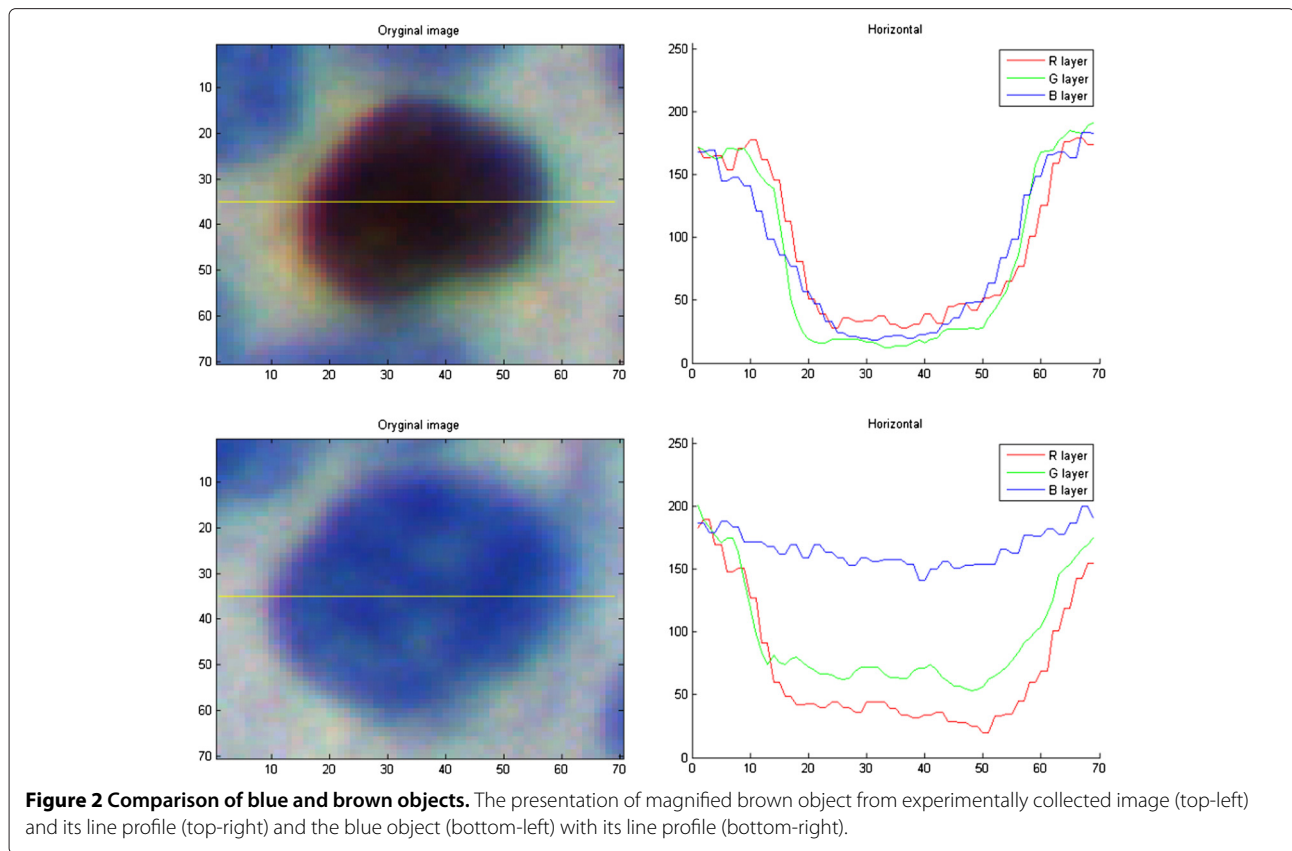 Oryginal image
10
20
30
40
50
60
70
10 20 30 40 50 60 70
Horizontal
250
200
150
100
50
0
0 10 20 30 40 50 60 70
R layer
G layer
B layer
Oryginal image
10
20
30
40
50
60
70
10 20 30 40 50 60 70
Horizontal
250
200
150
100
50
0
0 10 20 30 40 50 60 70
R layer
G layer
B layer
Figure 2 Comparison of blue and brown objects. The presentation of magnified brown object from experimentally collected image (top-left)
and its line profile (top-right) and the blue object (bottom-left) with its line profile (bottom-right).